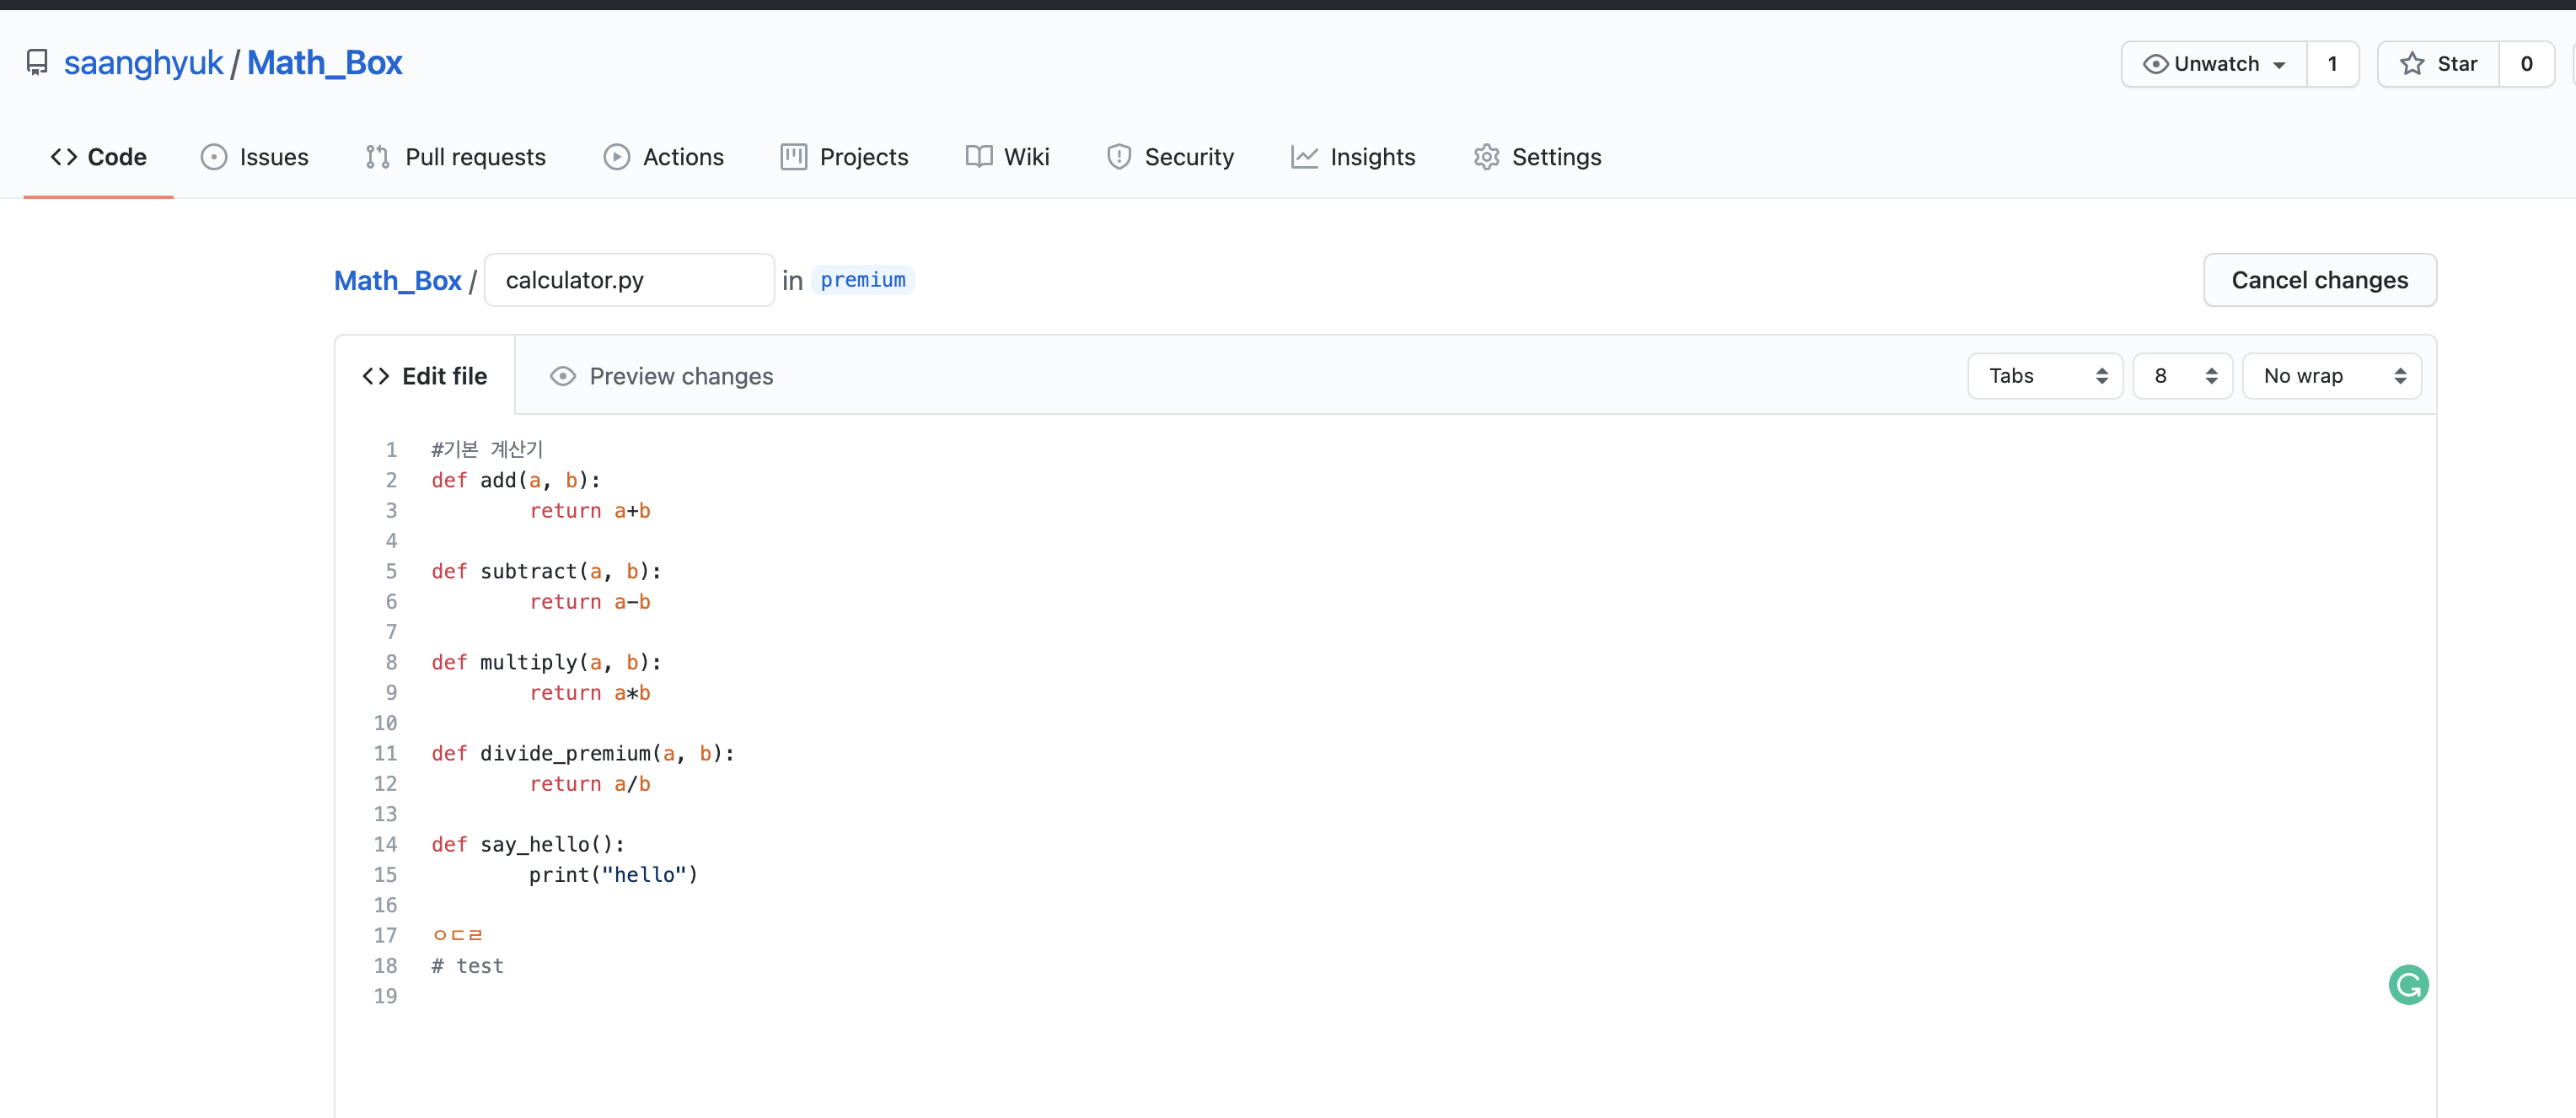 saanghyuk / Math_Box
Unwatch 1 Star 0
Code Issues Pull requests Actions Projects Wiki Security Insights Settings
Math_Box / calculator.py in premium Cancel changes
Edit file Preview changes Tabs 8 No wrap
1 #기본 계산기
2 def add(a, b):
3 return a+b
4
5 def subtract(a, b):
6 return a-b
7
8 def multiply(a, b):
9 return a*b
10
11 def divide_premium(a, b):
12 return a/b
13
14 def say_hello():
15 print("hello")
16
17 ㅇㄷㄹ
18 # test
19